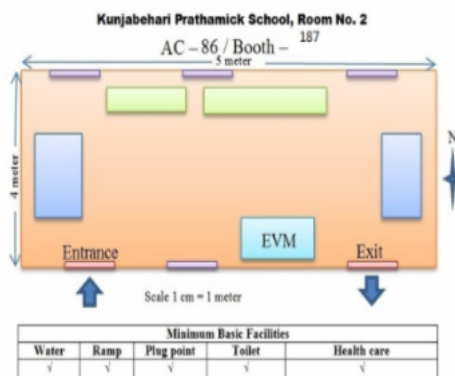 Kunjabehari Prathamick School, Room No. 2
AC – 86 / Booth – 187
5 meter
4 meter
N
EVM
Entrance
Exit
Scale 1 cm = 1 meter
Minimum Basic Facilities
Water Ramp Plug point Toilet Health care
√ √ √ √ √